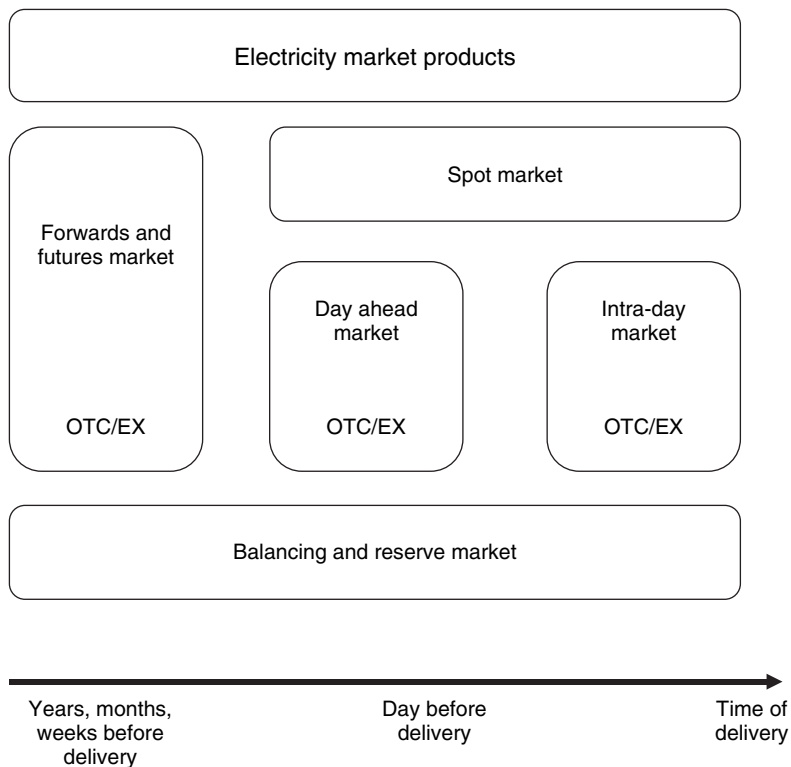 Electricity market products
Spot market
Forwards and
futures market
Day ahead
market
Intra-day
market
OTC/EX
OTC/EX
OTC/EX
Balancing and reserve market
Years, months,
weeks before
delivery
Day before
delivery
Time of
delivery